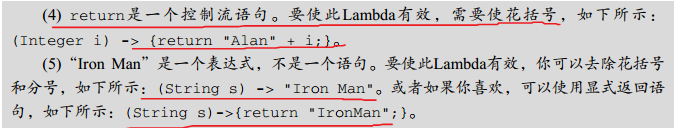 (4) return是一个控制流语句。要使此Lambda有效，需要使花括号，如下所示：
(Integer i) -> {return "Alan" + i;}。
(5)“Iron Man”是一个表达式，不是一个语句。要使此Lambda有效，你可以去除花括号
和分号，如下所示：(String s) -> "Iron Man"。或者如果你喜欢，可以使用显式返回语
句，如下所示：(String s)->{return "IronMan";}。